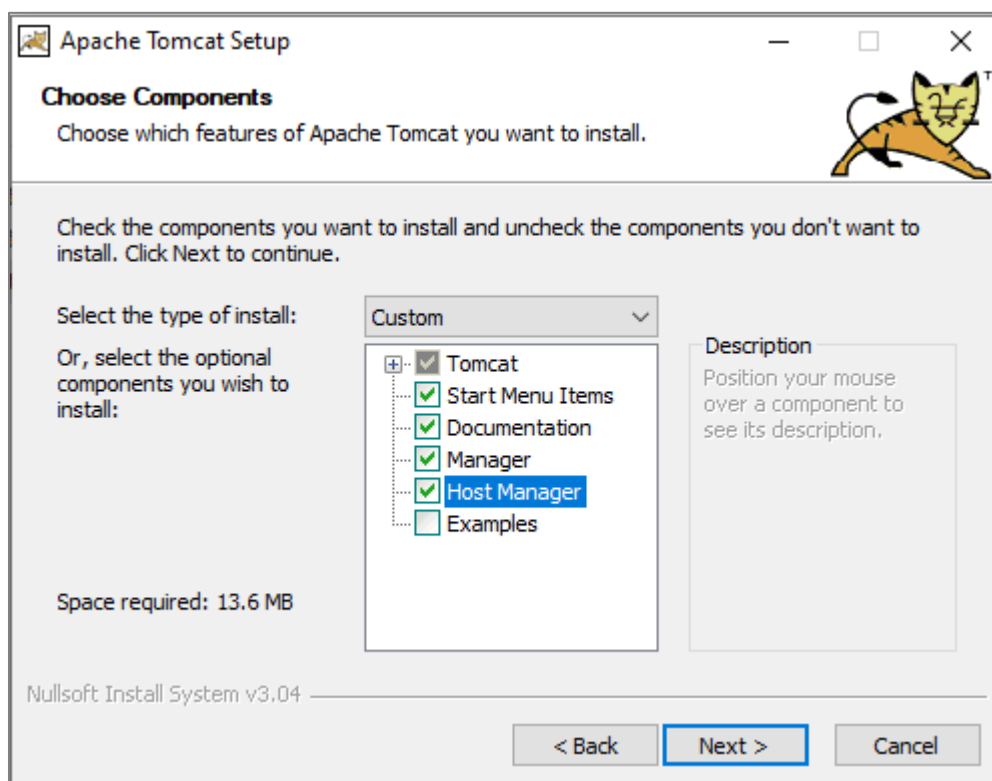 Apache Tomcat Setup
Choose Components
Choose which features of Apache Tomcat you want to install.
Check the components you want to install and uncheck the components you don't want to
install. Click Next to continue.
Select the type of install:
Custom
Or, select the optional
components you wish to
install:
Tomcat
Start Menu Items
Documentation
Manager
Host Manager
Examples
Description
Position your mouse
over a component to
see its description.
Space required: 13.6 MB
Nullsoft Install System v3.04
< Back
Next >
Cancel